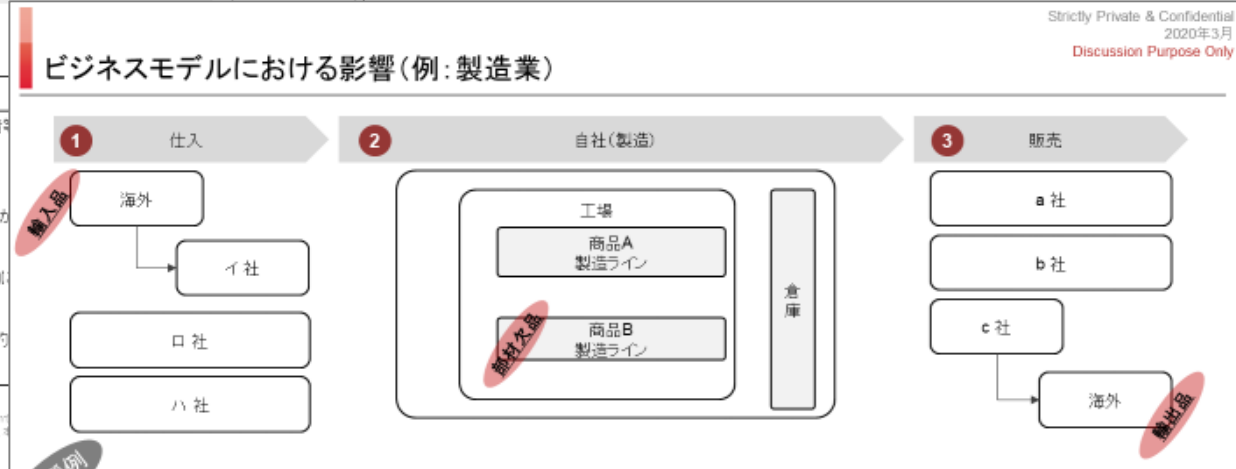 Strictly Private & Confidential
2020年3月
Discussion Purpose Only
ビジネスモデルにおける影響(例:製造業)
1 仕入
2 自社(製造)
3 販売
輸入品
海外
イ 社
ロ 社
ハ 社
工場
商品A
製造ライン
部材欠品
商品B
製造ライン
倉庫
a 社
b 社
c 社
海外
輸出品
例